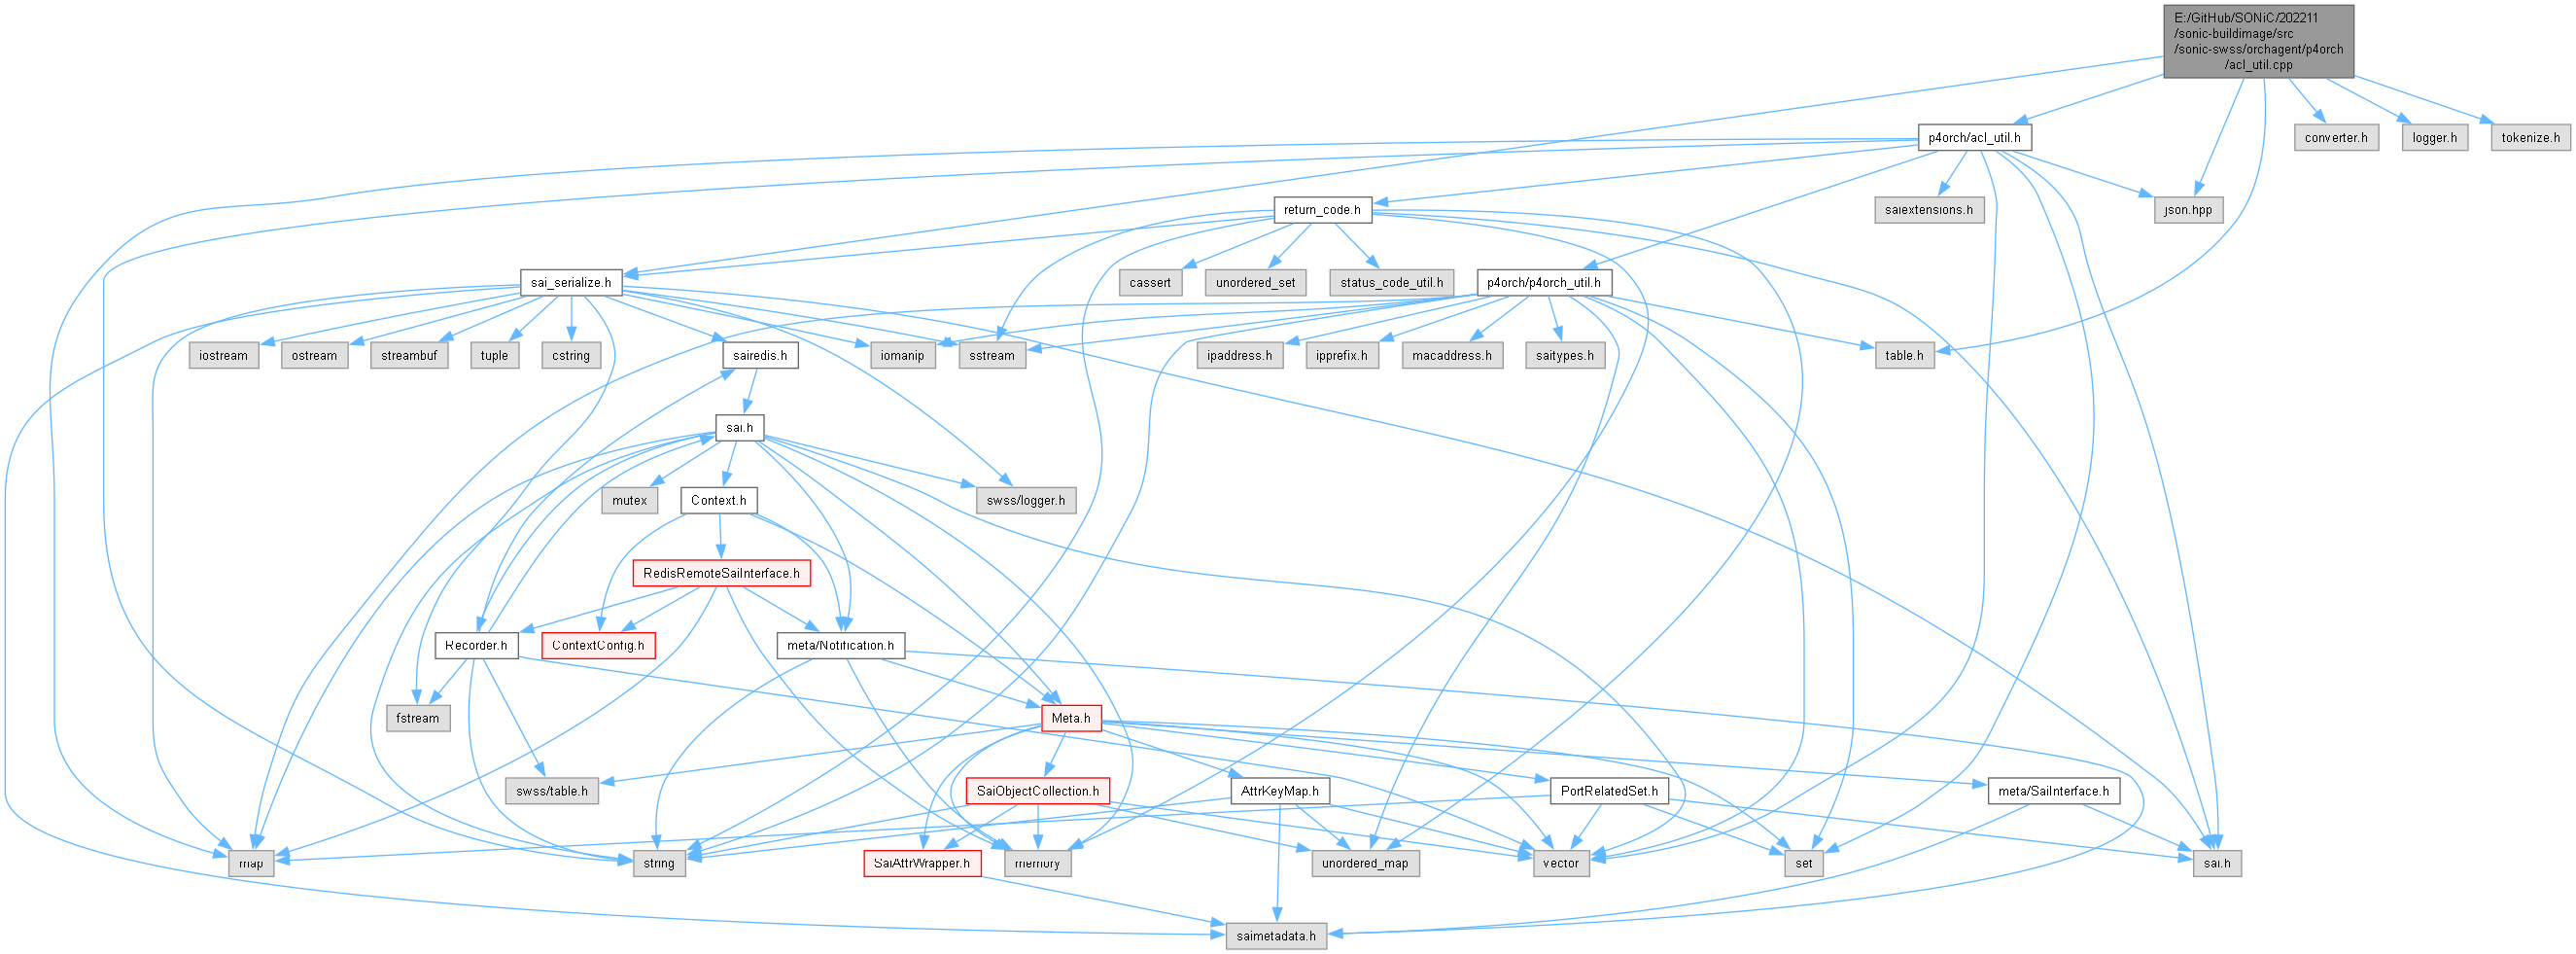 E:/GitHub/SONiC/202211
/sonic-buildimage/src
/sonic-swss/orchagent/p4orch
/acl_util.cpp
p4orch/acl_util.h
converter.h
logger.h
tokenize.h
return_code.h
saiextensions.h
json.hpp
sai_serialize.h
cassert
unordered_set
status_code_util.h
p4orch/p4orch_util.h
iostream
ostream
streambuf
tuple
cstring
sairedis.h
iomanip
sstream
ipaddress.h
ipprefix.h
macaddress.h
saitypes.h
table.h
sai.h
mutex
Context.h
swss/logger.h
RedisRemoteSaiInterface.h
Recorder.h
ContextConfig.h
meta/Notification.h
fstream
Meta.h
swss/table.h
SaiObjectCollection.h
AttrKeyMap.h
PortRelatedSet.h
meta/SaiInterface.h
map
string
SaiAttrWrapper.h
memory
unordered_map
vector
set
sai.h
saimetadata.h